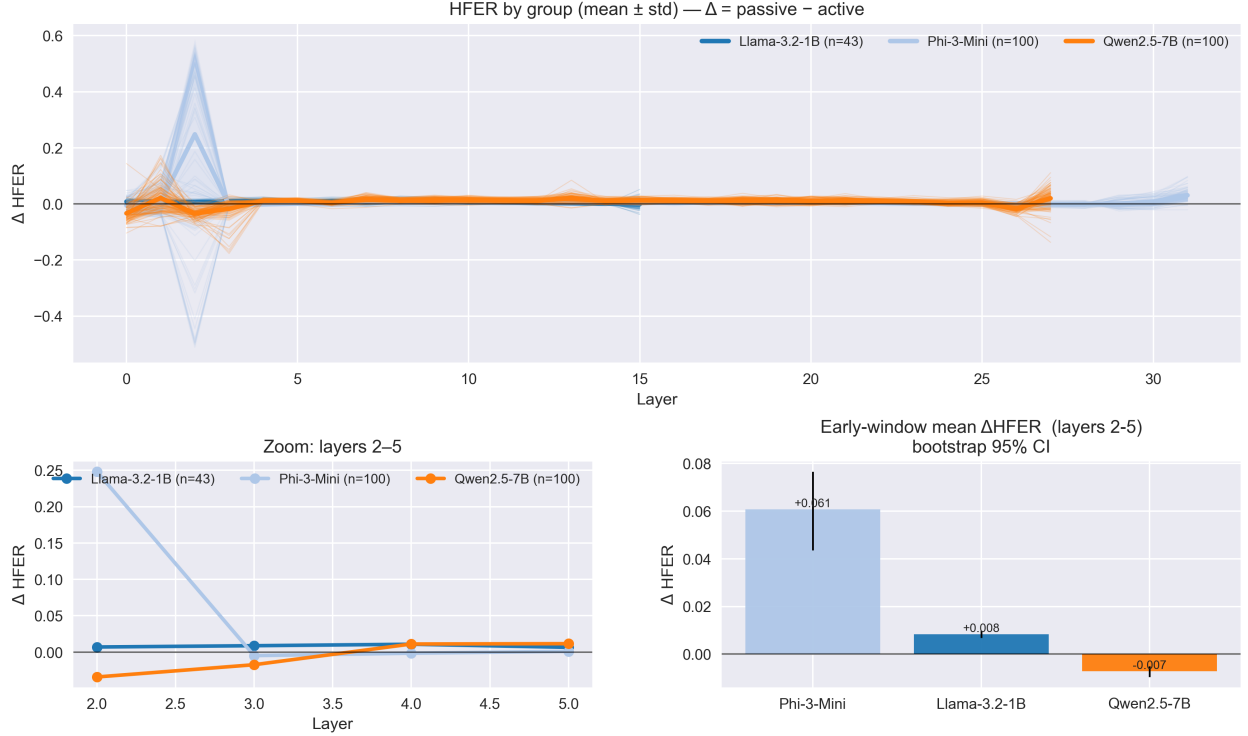 HFER by group (mean ± std) — Δ = passive − active
Llama-3.2-1B (n=43) Phi-3-Mini (n=100) Qwen2.5-7B (n=100)
0.6
0.4
0.2
0.0
−0.2
−0.4
Δ HFER
0 5 10 15 20 25 30
Layer
Zoom: layers 2–5
Llama-3.2-1B (n=43) Phi-3-Mini (n=100) Qwen2.5-7B (n=100)
0.25
0.20
0.15
0.10
0.05
0.00
Δ HFER
2.0 2.5 3.0 3.5 4.0 4.5 5.0
Layer
Early-window mean ΔHFER (layers 2-5)
bootstrap 95% CI
0.08
0.06
0.04
0.02
0.00
Δ HFER
+0.061
+0.008
-0.007
Phi-3-Mini Llama-3.2-1B Qwen2.5-7B